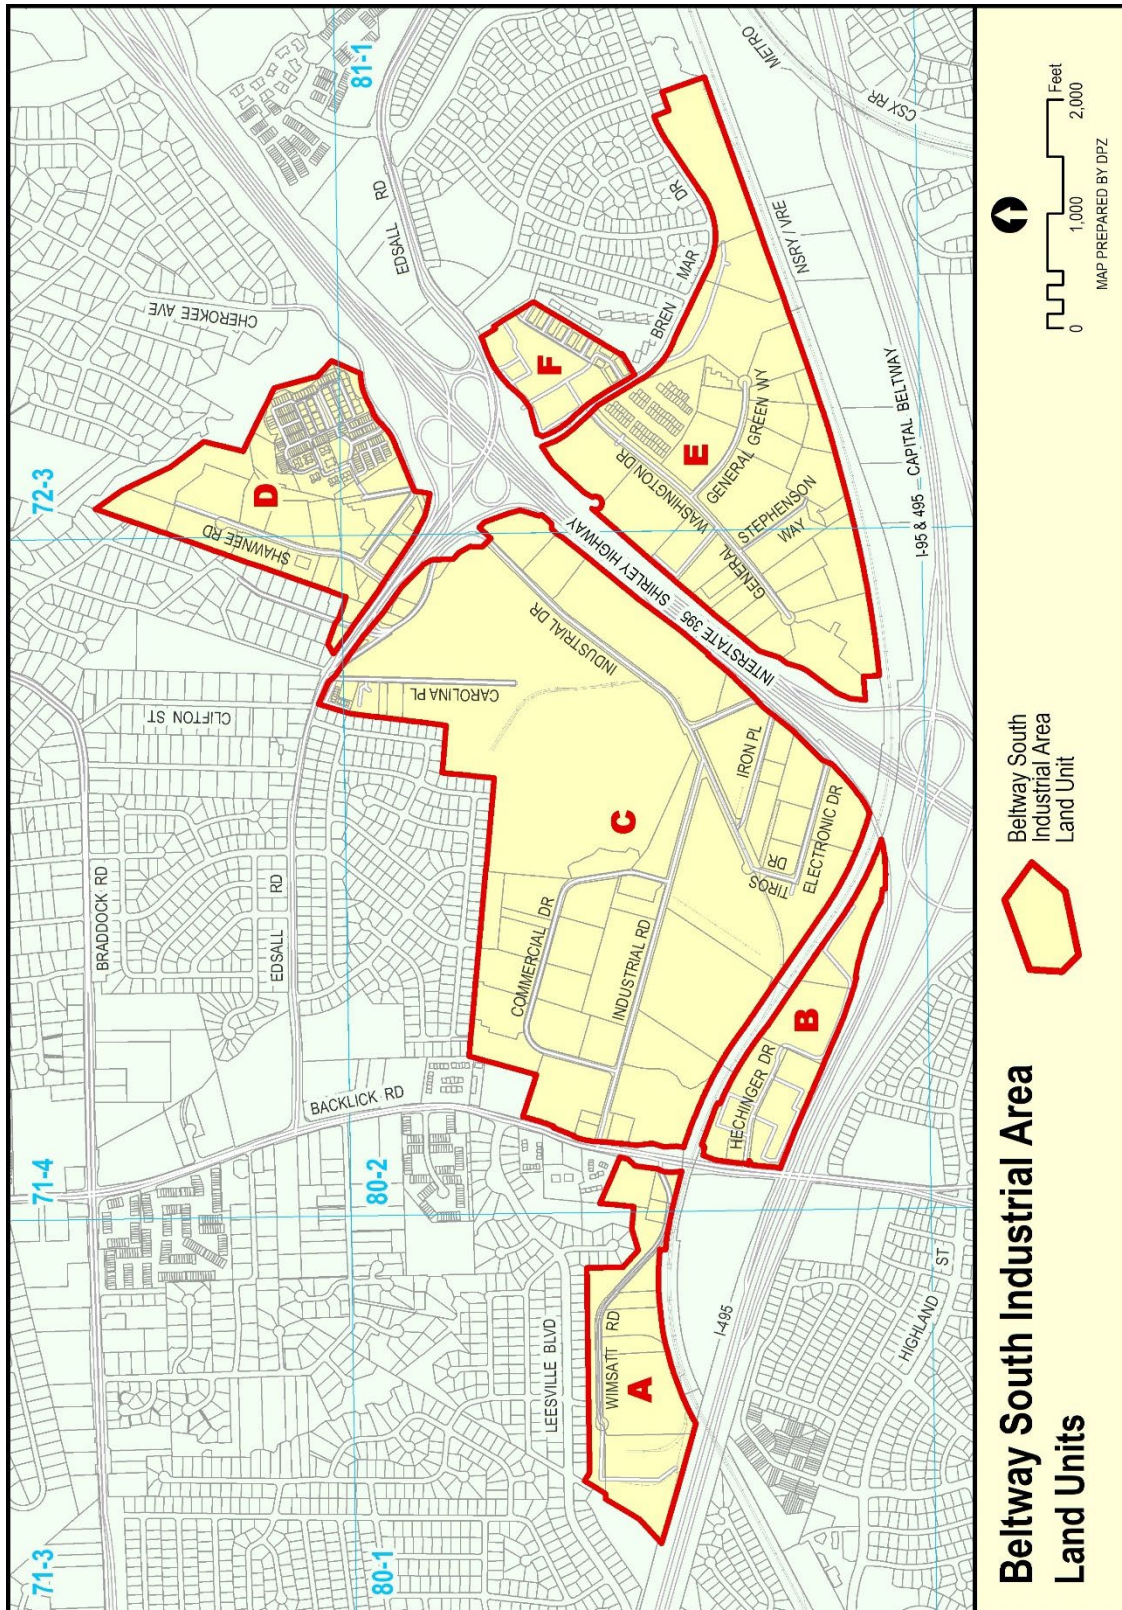 71-3
71-4
72-3
81-1
80-1
80-2
BRADDOCK RD
CLIFTON ST
CHEROKEE AVE
EDSALL RD
EDSALL
RD
BACKLICK RD
SHAWNEE RD
D
CAROLINA PL
INDUSTRIAL DR
LEESVILLE BLVD
COMMERCIAL DR
INDUSTRIAL RD
C
IRON PL
TIROS
DR
ELECTRONIC DR
WIMSATT RD
A
HECHINGER DR
B
INTERSTATE 395 SHIRLEY HIGHWAY
F
BREN MAR
DR
E
GENERAL
WASHINGTON DR
GENERAL GREEN WY
STEPHENSON
WAY
NSRY / VRE
METRO
CSX RR
I-95 & 495 CAPITAL BELTWAY
I-495
HIGHLAND
ST
Beltway South Industrial Area
Land Units
Beltway South
Industrial Area
Land Unit
0 1,000 2,000
Feet
MAP PREPARED BY DPZ